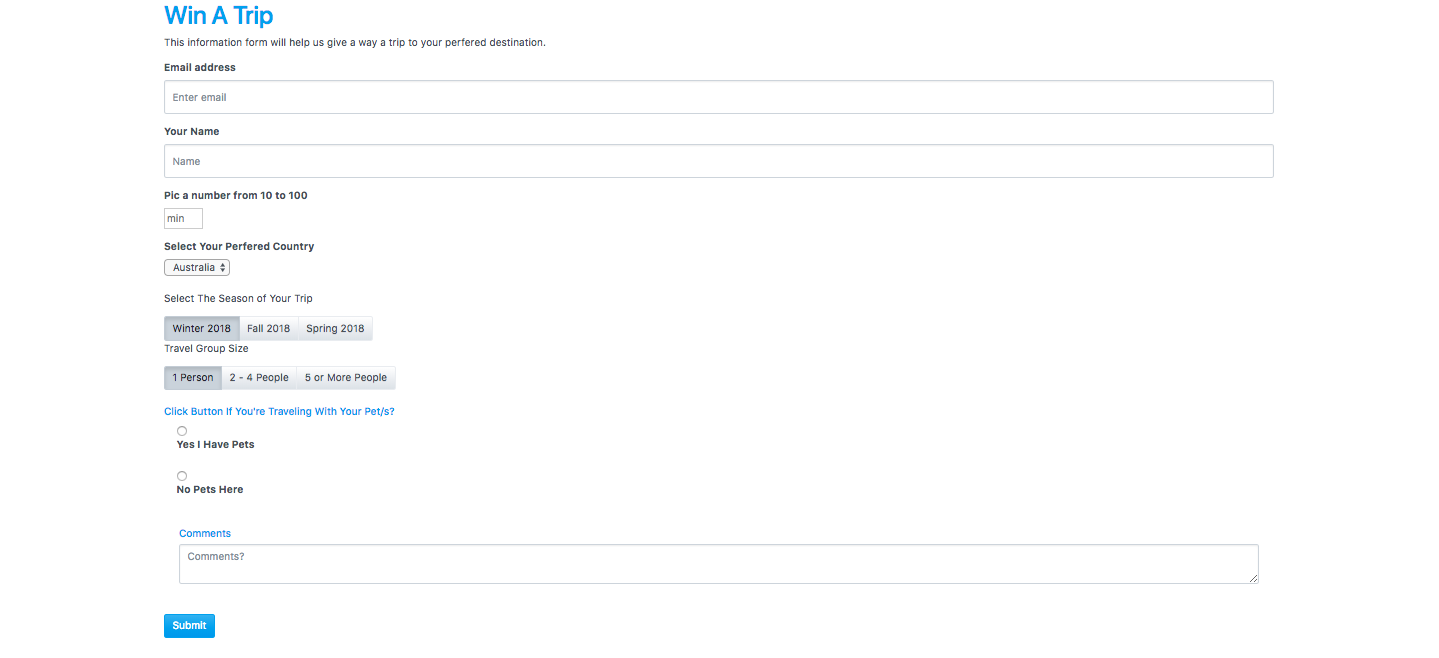 Win A Trip
This information form will help us give a way a trip to your perfered destination.
Email address
Enter email
Your Name
Name
Pic a number from 10 to 100
min
Select Your Perfered Country
Australia
Select The Season of Your Trip
Winter 2018 Fall 2018 Spring 2018
Travel Group Size
1 Person 2 - 4 People 5 or More People
Click Button If You're Traveling With Your Pet/s?
Yes I Have Pets
No Pets Here
Comments
Comments?
Submit